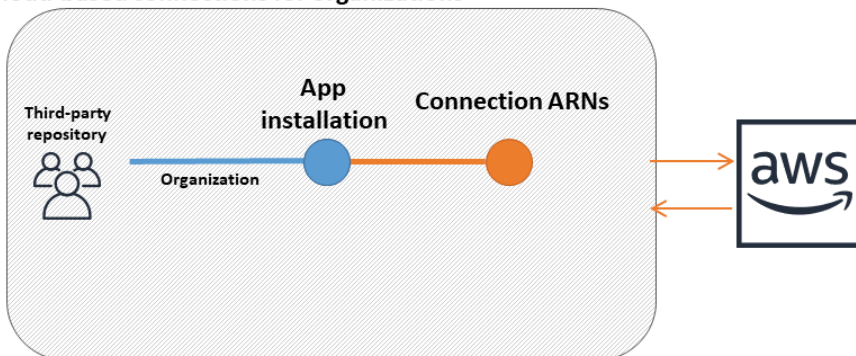 App
installation
Connection ARNs
Third-party
repository
Organization
aws